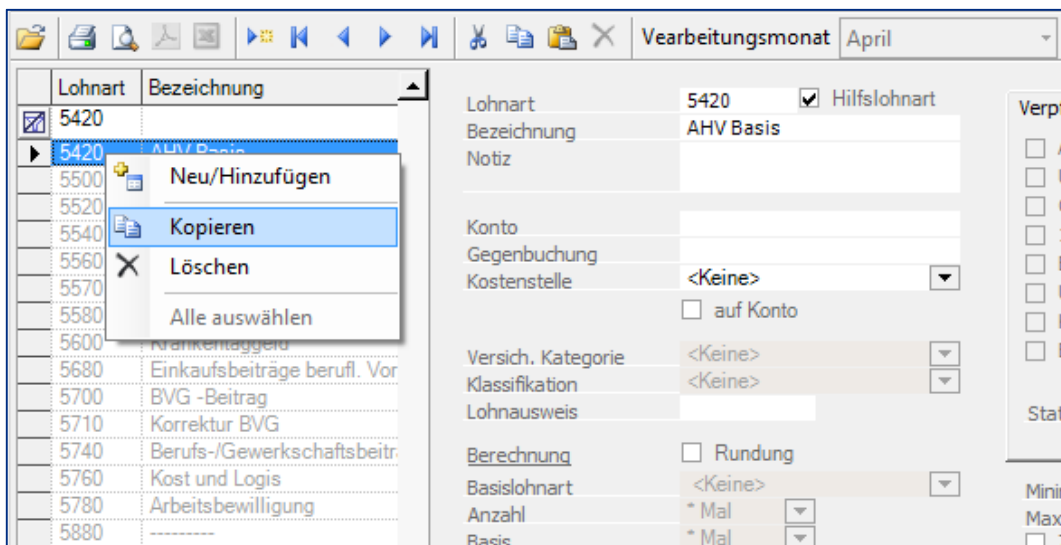 Vearbeitungsmonat April
Lohnart Bezeichnung
5420
5420 AHV Basis
5500
5520
5540
5560
5570
5580
5600 Krankentaggeld
5680 Einkaufsbeiträge berufl. Vor
5700 BVG -Beitrag
5710 Korrektur BVG
5740 Berufs-/Gewerkschaftsbeitr
5760 Kost und Logis
5780 Arbeitsbewilligung
5880 ---------
Neu/Hinzufügen
Kopieren
Löschen
Alle auswählen
Lohnart 5420 Hilfslohnart
Bezeichnung AHV Basis
Notiz
Konto
Gegenbuchung
Kostenstelle <Keine>
auf Konto
Versich. Kategorie <Keine>
Klassifikation <Keine>
Lohnausweis
Berechnung Rundung
Basislohnart <Keine>
Anzahl * Mal
Basis * Mal
Stat
Max